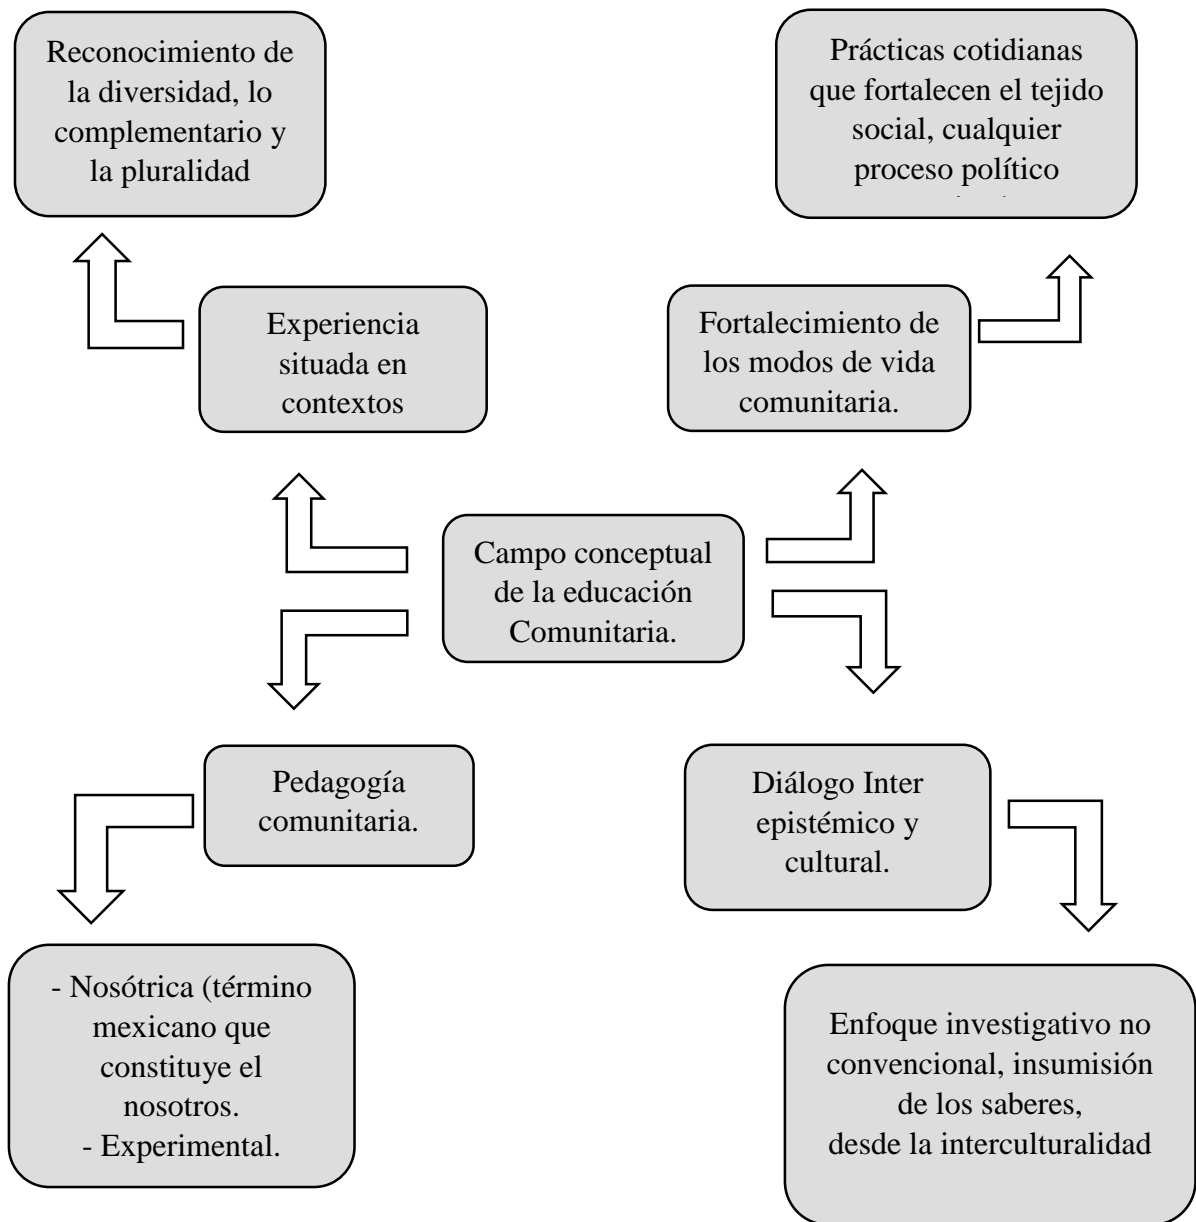 Reconocimiento de
la diversidad, lo
complementario y
la pluralidad
Prácticas cotidianas
que fortalecen el tejido
social, cualquier
proceso político
Experiencia
situada en
contextos
Fortalecimiento de
los modos de vida
comunitaria.
Campo conceptual
de la educación
Comunitaria.
Pedagogía
comunitaria.
Diálogo Inter
epistémico y
cultural.
- Nosótrica (término
mexicano que
constituye el
nosotros.
- Experimental.
Enfoque investigativo no
convencional, insumisión
de los saberes,
desde la interculturalidad